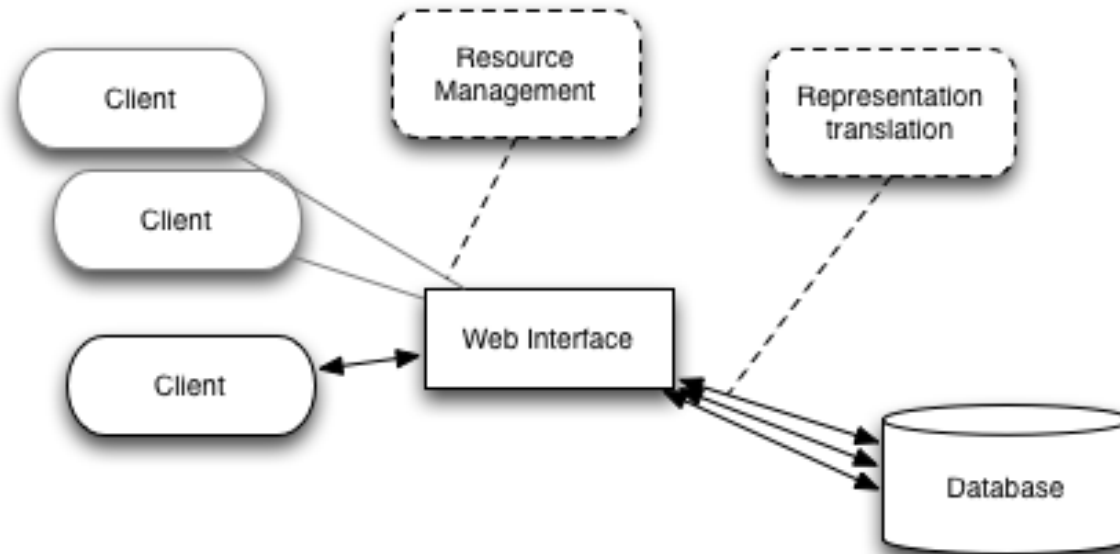 Resource
Management
Client
Representation
translation
Client
Web Interface
Client
Database